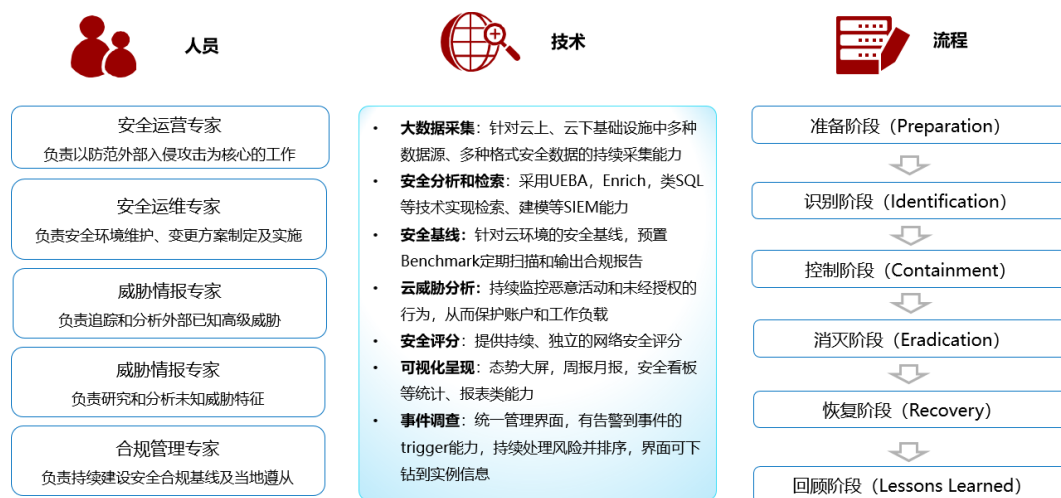 人员
安全运营专家
负责以防范外部入侵攻击为核心的工作
安全运维专家
负责安全环境维护、变更方案制定及实施
威胁情报专家
负责追踪和分析外部已知高级威胁
威胁情报专家
负责研究和分析未知威胁特征
合规管理专家
负责持续建设安全合规基线及当地遵从
技术
• 大数据采集：针对云上、云下基础设施中多种
数据源、多种格式安全数据的持续采集能力
• 安全分析和检索：采用UEBA，Enrich，类SQL
等技术实现检索、建模等SIEM能力
• 安全基线：针对云环境的安全基线，预置
Benchmark定期扫描和输出合规报告
• 云威胁分析：持续监控恶意活动和未经授权的
行为，从而保护账户和工作负载
• 安全评分：提供持续、独立的网络安全评分
• 可视化呈现：态势大屏，周报月报，安全看板
等统计、报表类能力
• 事件调查：统一管理界面，有告警到事件的
trigger能力，持续处理风险并排序，界面可下
钻到实例信息
流程
准备阶段（Preparation）
识别阶段（Identification）
控制阶段（Containment）
消灭阶段（Eradication）
恢复阶段（Recovery）
回顾阶段（Lessons Learned）